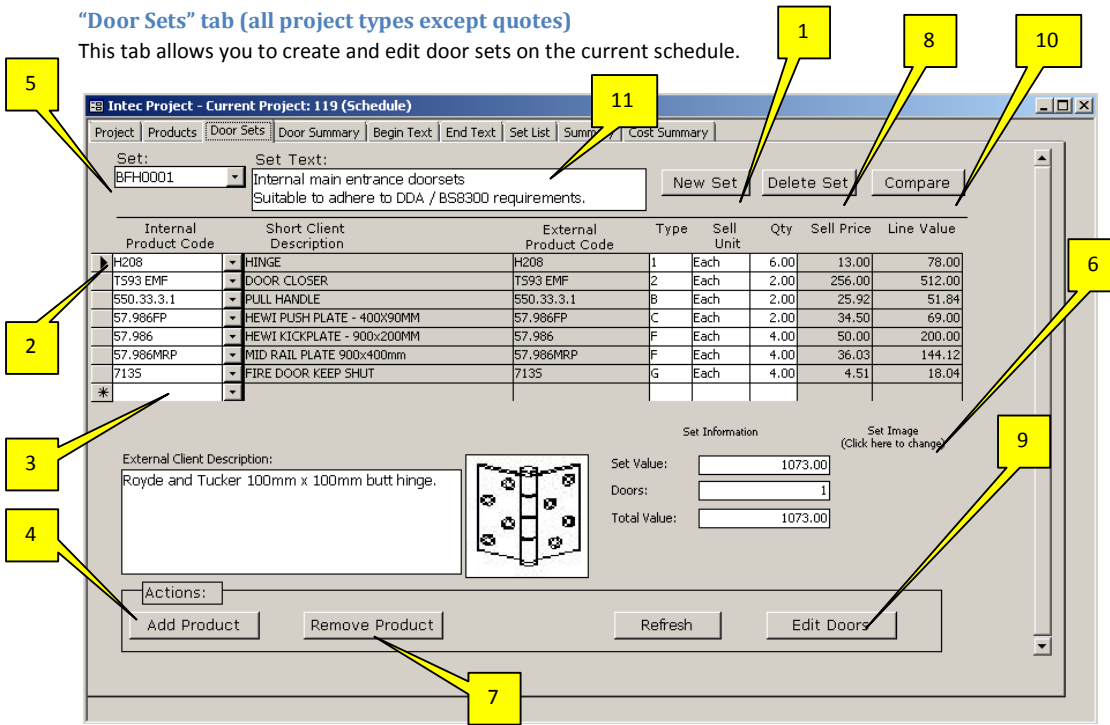 “Door Sets” tab (all project types except quotes)
This tab allows you to create and edit door sets on the current schedule.
1
8
10
5
11
Intec Project - Current Project: 119 (Schedule)
Project Products Door Sets Door Summary Begin Text End Text Set List Summary Cost Summary
Set: Set Text:
BFH0001 Internal main entrance doorsets
Suitable to adhere to DDA / BS8300 requirements.
New Set Delete Set Compare
Internal Product Code Short Client Description External Product Code Type Sell Unit Qty Sell Price Line Value
H208 HINGE H208 1 Each 6.00 13.00 78.00
TS93 EMF DOOR CLOSER TS93 EMF 2 Each 2.00 256.00 512.00
550.33.3.1 PULL HANDLE 550.33.3.1 B Each 2.00 25.92 51.84
57.986FP HEWI PUSH PLATE - 400X90MM 57.986FP C Each 2.00 34.50 69.00
57.986 HEWI KICKPLATE - 900x200MM 57.986 F Each 4.00 50.00 200.00
57.986MRP MID RAIL PLATE 900x400mm 57.986MRP F Each 4.00 36.03 144.12
713S FIRE DOOR KEEP SHUT 713S G Each 4.00 4.51 18.04
6
2
3
Set Information
Set Image
(Click here to change)
9
External Client Description:
Royde and Tucker 100mm x 100mm butt hinge.
Set Value: 1073.00
Doors: 1
Total Value: 1073.00
4
Actions:
Add Product Remove Product Refresh Edit Doors
7